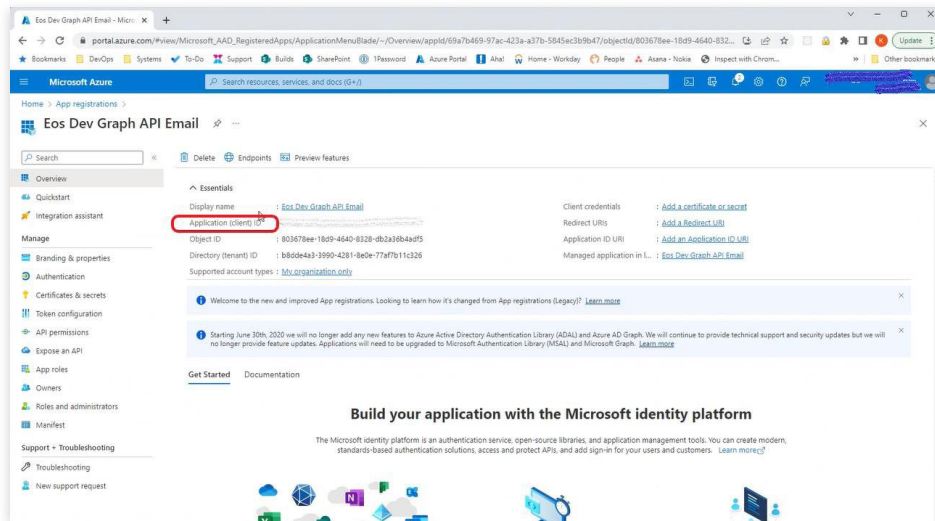 Eos Dev Graph API Email - Micro
portal.azure.com/#view/Microsoft_AAD_RegisteredApps/ApplicationMenuBlade/~/Overview/appId/69a7b469-97ac-423a-a37b-5845ec3b9b47/objectId/803678ee-18d9-4640-832...
K Update
Bookmarks DevOps Systems To-Do Support Builds SharePoint 1Password Azure Portal Aha! Home - Workday People Asana - Nokia Inspect with Chrom... » Other bookmark
Microsoft Azure Search resources, services, and docs (G+/)
Home > App registrations >
Eos Dev Graph API Email ...
Search «
Delete Endpoints Preview features
Overview
Quickstart
Integration assistant
Manage
Branding & properties
Authentication
Certificates & secrets
Token configuration
API permissions
Expose an API
App roles
Owners
Roles and administrators
Manifest
Support + Troubleshooting
Troubleshooting
New support request
Essentials
Display name : Eos Dev Graph API Email
Application (client) ID
Object ID : 803678ee-18d9-4640-8328-db2a36b4adf5
Directory (tenant) ID : b8dde4a3-3990-4281-8e0e-77af7b11c326
Supported account types : My organization only
Client credentials : Add a certificate or secret
Redirect URIs : Add a Redirect URI
Application ID URI : Add an Application ID URI
Managed application in l... : Eos Dev Graph API Email
Welcome to the new and improved App registrations. Looking to learn how it's changed from App registrations (Legacy)? Learn more
Starting June 30th, 2020 we will no longer add any new features to Azure Active Directory Authentication Library (ADAL) and Azure AD Graph. We will continue to provide technical support and security updates but we will
no longer provide feature updates. Applications will need to be upgraded to Microsoft Authentication Library (MSAL) and Microsoft Graph. Learn more
Get Started Documentation
Build your application with the Microsoft identity platform
The Microsoft identity platform is an authentication service, open-source libraries, and application management tools. You can create modern,
standards-based authentication solutions, access and protect APIs, and add sign-in for your users and customers. Learn more